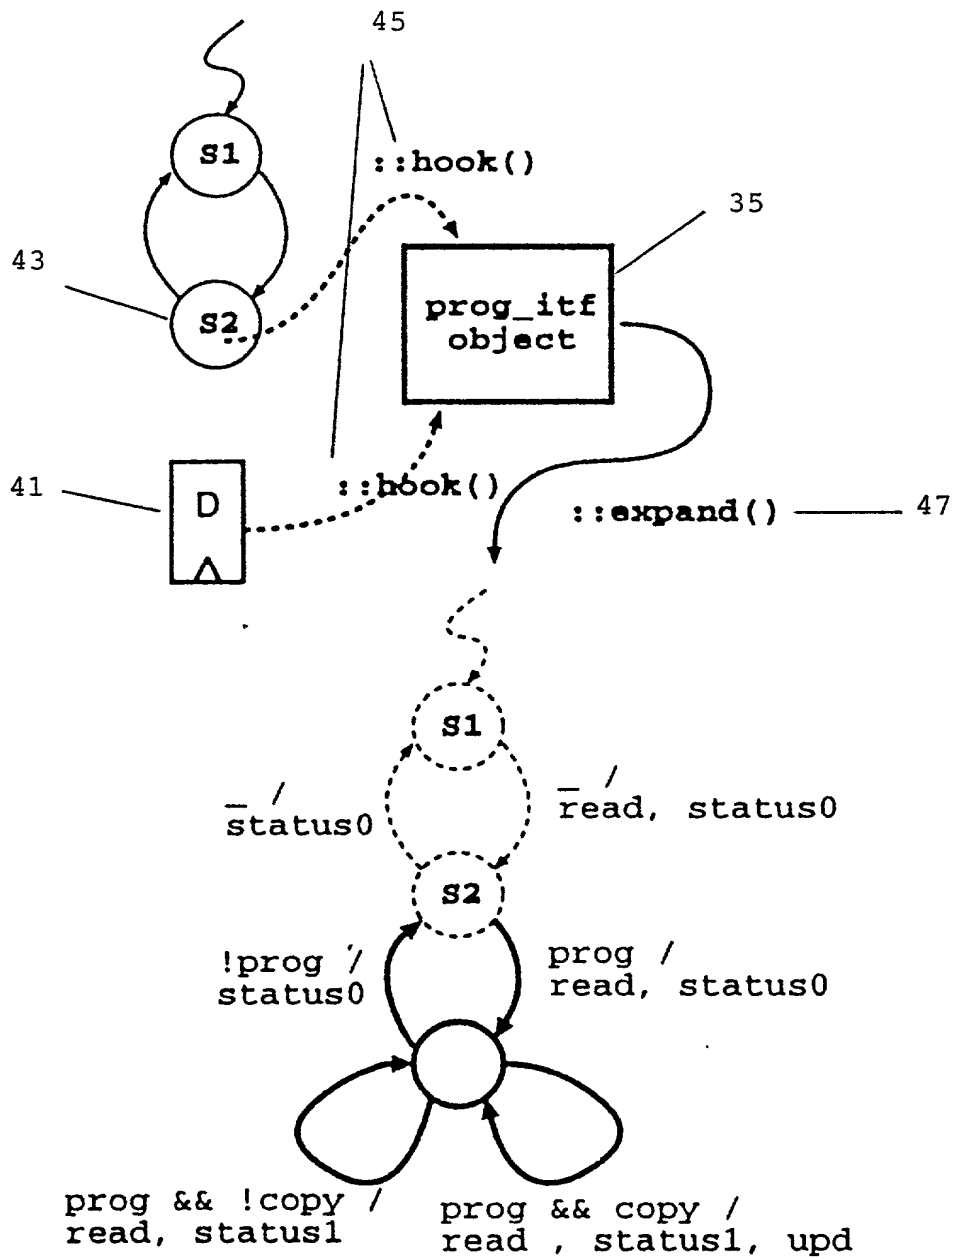 45
S1
::hook()
35
43
S2
prog_itf
object
41
D
::hook()
::expand()
47
S1
_ /
status0
_ /
read, status0
S2
!prog /
status0
prog /
read, status0
prog && !copy /
read, status1
prog && copy /
read , status1, upd